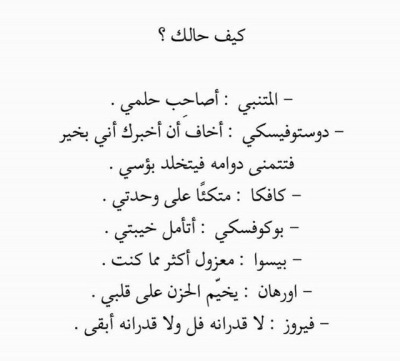 كيف حالك ؟
– المتنبي : أصاحِب حلمي .
– دوستوفيسكي : أخاف أن أخبرك أني بخير
فتتمنى دوامه فيتخلد بؤسي .
– كافكا : متكئًا على وحدتي .
– بوكوفسكي : أتأمل خيبتي .
– بيسوا : معزول أكثر مما كنت .
– اورهان : يخيّم الحزن على قلبي .
– فيروز : لا قدرانه فل ولا قدرانه أبقى .